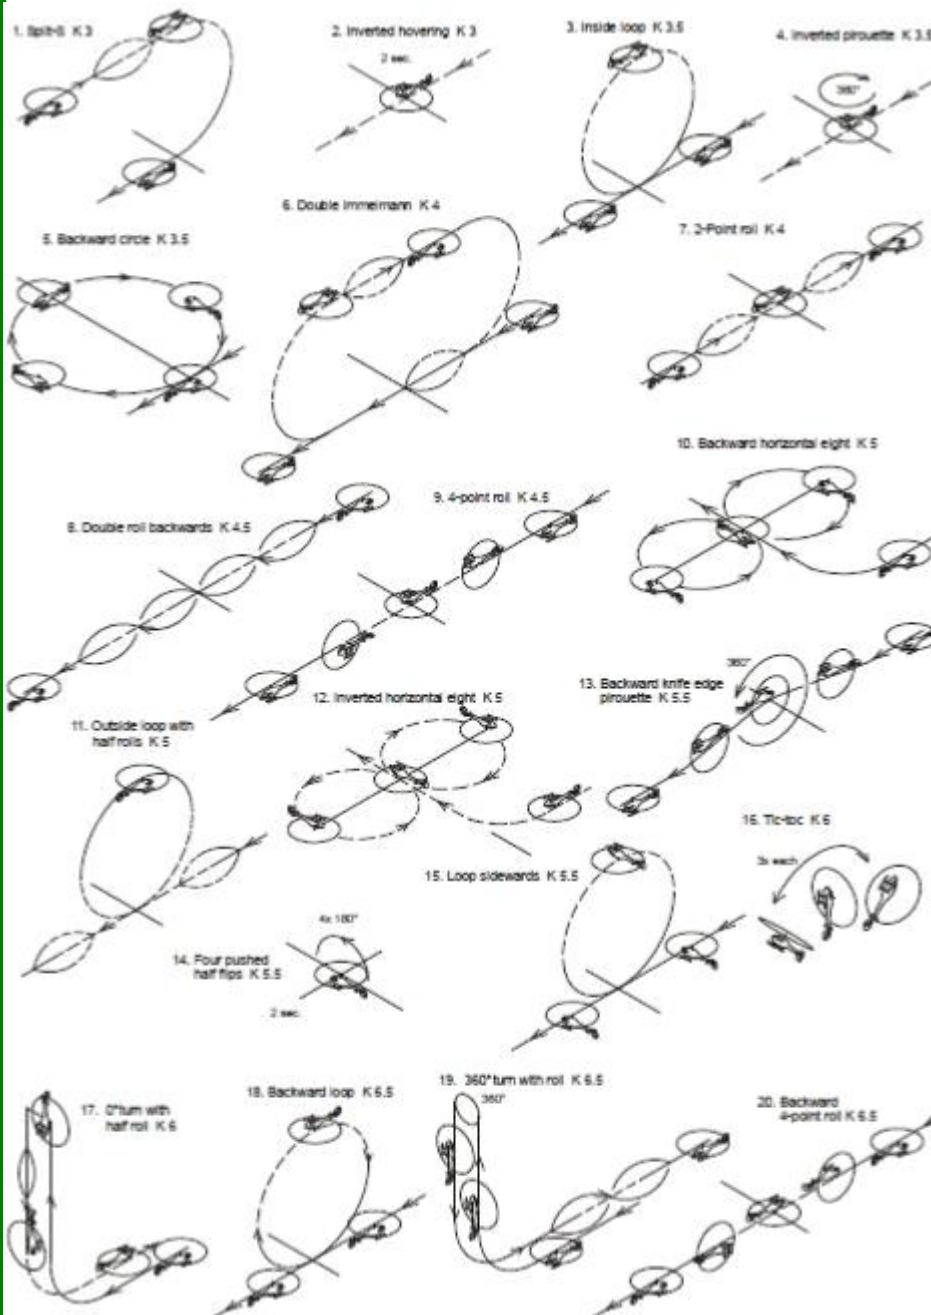 1. Split-S K 3
2. Inverted hovering K 3
2 sec.
3. Inside loop K 3.5
4. Inverted pirouette K 3.5
360°
5. Backward circle K 3.5
6. Double Immelmann K 4
7. 2-Point roll K 4
8. Double roll backwards K 4.5
9. 4-point roll K 4.5
10. Backward horizontal eight K 5
11. Outside loop with
half rolls K 5
12. Inverted horizontal eight K 5
13. Backward knife edge
pirouette K 5.5
360°
14. Four pushed
half flips K 5.5
4x 180°
2 sec.
15. Loop sidewards K 5.5
16. Tic-toc K 6
3x each
17. 0° turn with
half roll K 6
18. Backward loop K 6.5
19. 360° turn with roll K 6.5
360°
20. Backward
4-point roll K 6.5